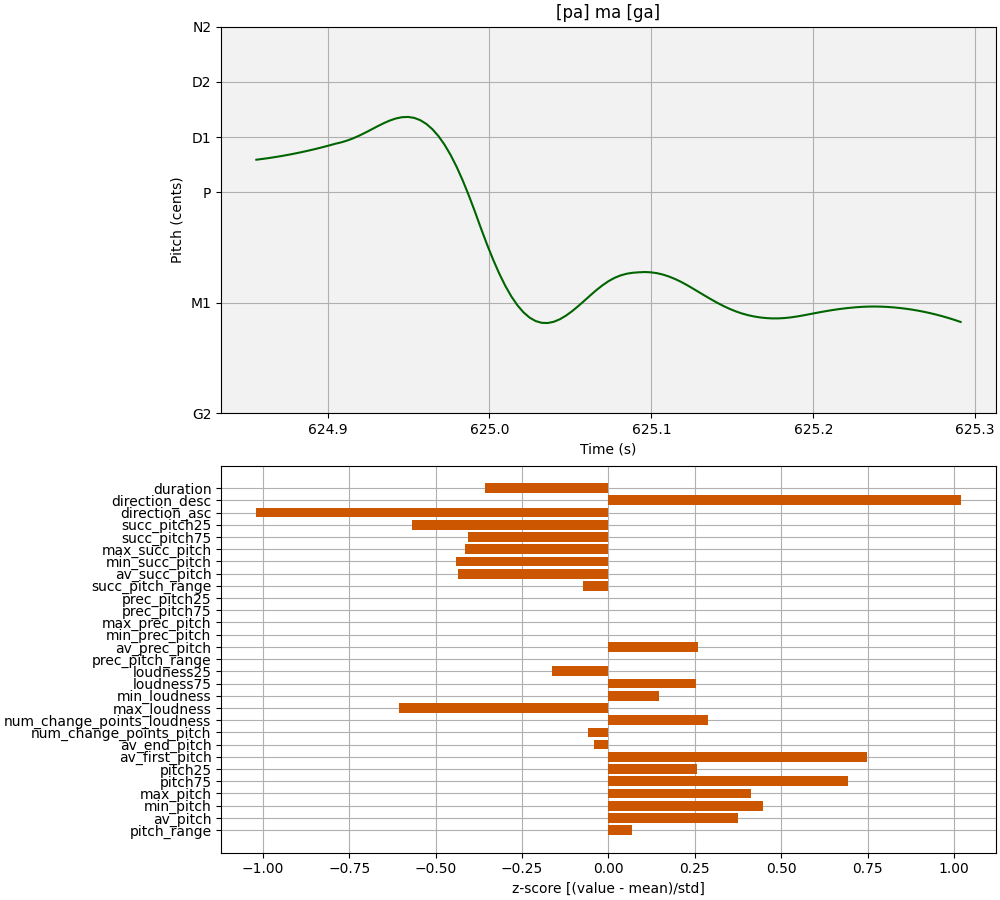 [pa] ma [ga]
N2
D2
D1
P
M1
G2
Pitch (cents)
624.9
625.0
625.1
625.2
625.3
Time (s)
duration
direction_desc
direction_asc
succ_pitch25
succ_pitch75
max_succ_pitch
min_succ_pitch
av_succ_pitch
succ_pitch_range
prec_pitch25
prec_pitch75
max_prec_pitch
min_prec_pitch
av_prec_pitch
prec_pitch_range
loudness25
loudness75
min_loudness
max_loudness
num_change_points_loudness
num_change_points_pitch
av_end_pitch
av_first_pitch
pitch25
pitch75
max_pitch
min_pitch
av_pitch
pitch_range
−1.00
−0.75
−0.50
−0.25
0.00
0.25
0.50
0.75
1.00
z-score [(value - mean)/std]